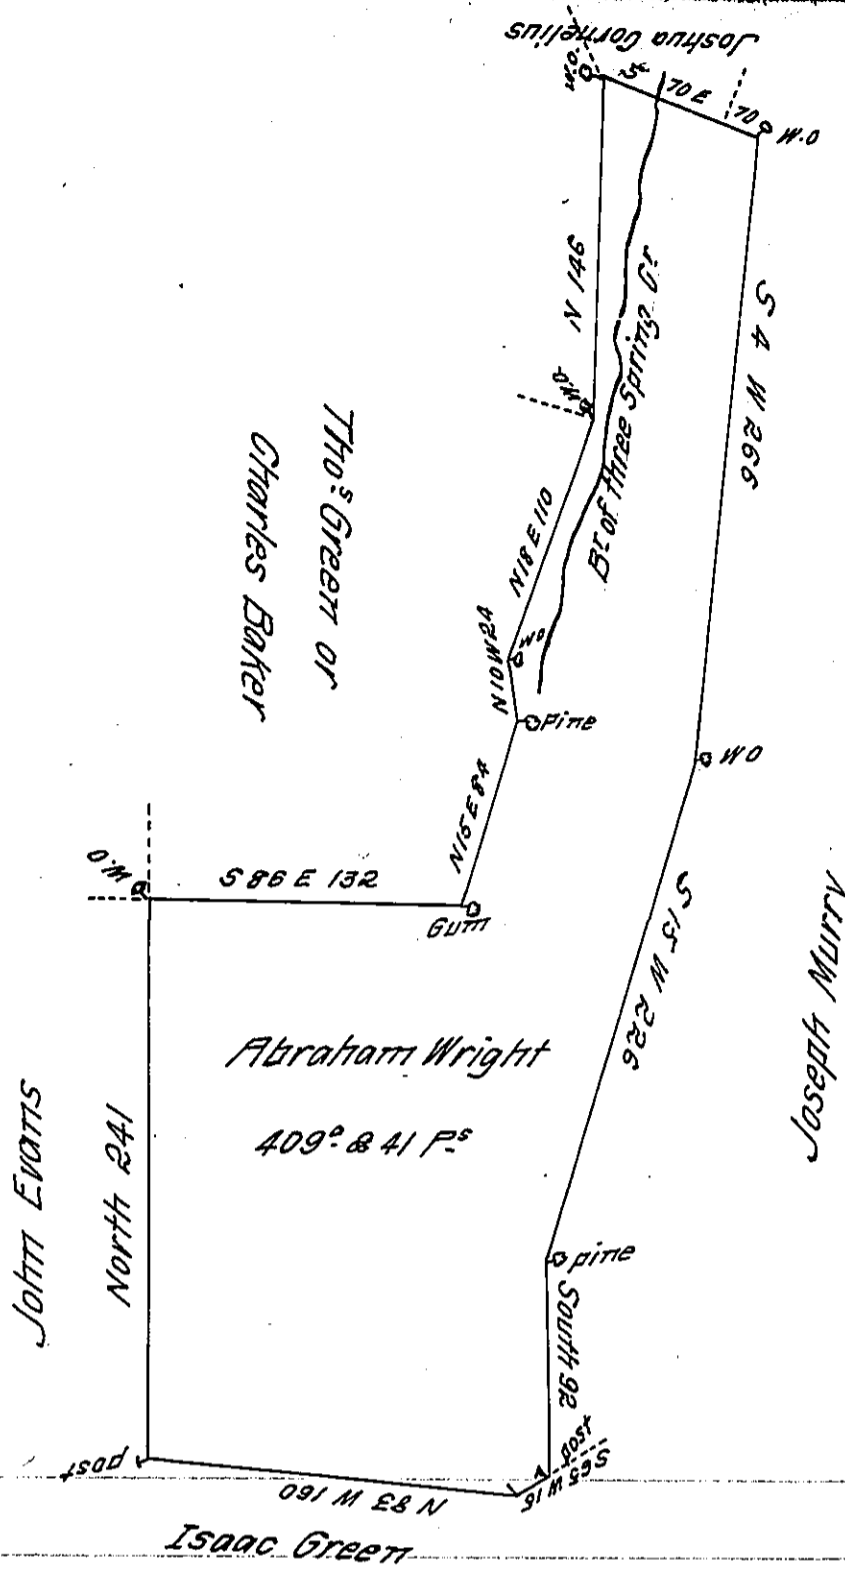 Joshua Cornelius
W.O.
S 70 E 70
W.O
N 146
S 4 W 266
Br. of three Spring Cr
W.O.
N 18 E 110
Thos. Green or
Charles Baker
W O
N 10 W 24
Pine
N 15 E 84
W O
W.O
S 86 E 132
Gum
S 15 W 226
Joseph Murry
Abraham Wright
409a. & 41 Ps
John Evans
North 241
pine
South 92
post
S 65 W 16
post
N 83 W 160
Isaac Green